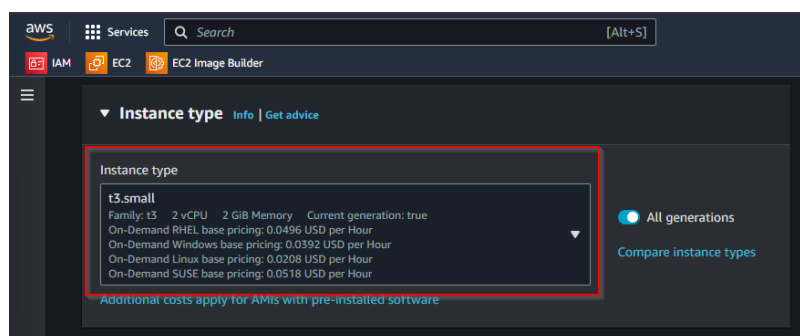 aws Services Search [Alt+S]
IAM EC2 EC2 Image Builder
Instance type Info | Get advice
Instance type
t3.small
Family: t3 2 vCPU 2 GiB Memory Current generation: true
On-Demand RHEL base pricing: 0.0496 USD per Hour
On-Demand Windows base pricing: 0.0392 USD per Hour
On-Demand Linux base pricing: 0.0208 USD per Hour
On-Demand SUSE base pricing: 0.0518 USD per Hour
All generations
Compare instance types
Additional costs apply for AMIs with pre-installed software